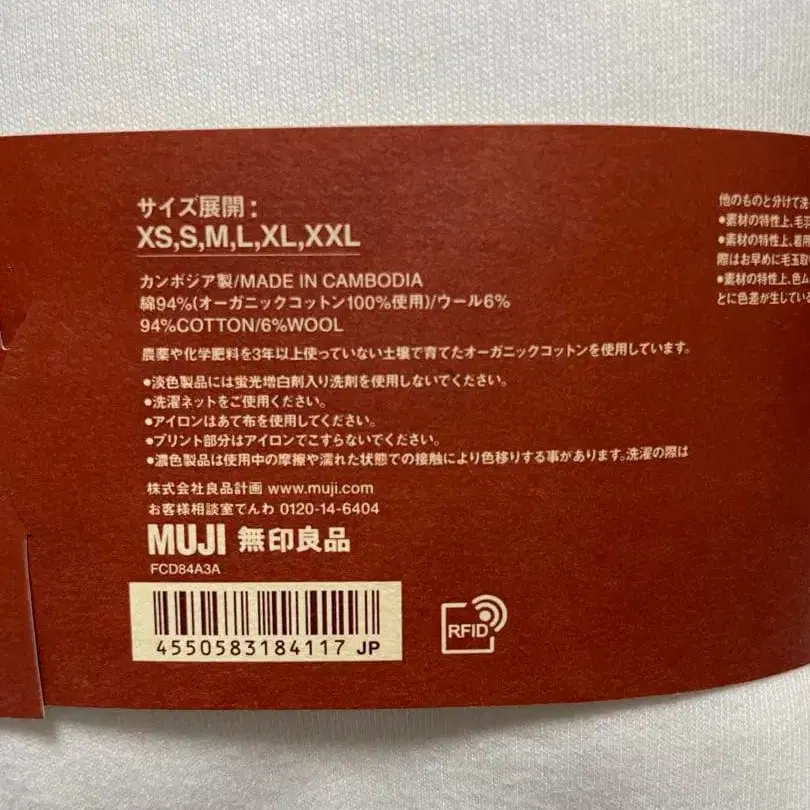 サイズ展開:
XS,S,M,L,XL,XXL
カンボジア製/MADE IN CAMBODIA
綿94%(オーガニックコットン100%使用)/ウール6%
94%COTTON/6%WOOL
農薬や化学肥料を3年以上使っていない土壌で育てたオーガニックコットンを使用しています。
●淡色製品には蛍光増白剤入り洗剤を使用しないでください。
●洗濯ネットをご使用ください。
●アイロンはあて布を使用してください。
●プリント部分はアイロンでこすらないでください。
●濃色製品は使用中の摩擦や濡れた状態での接触により色移りする事があります。洗濯の際は
株式会社良品計画 www.muji.com
お客様相談室でんわ 0120-14-6404
MUJI 無印良品
FCD84A3A
4550583184117 JP
RFID
他のものと分けて洗
●素材の特性上、毛羽
●素材の特性上、着用
際はお早めに毛玉取り
●素材の特性上、色ム
とに色差が生じている